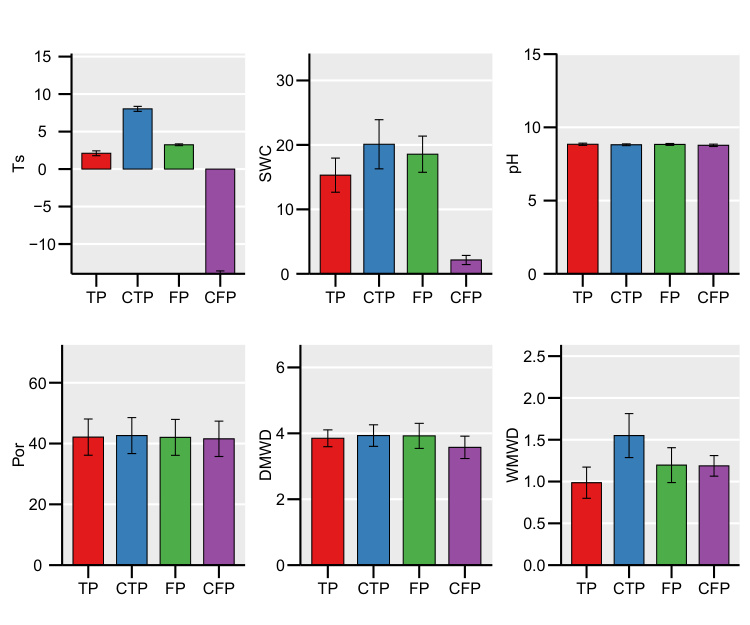 15
10
5
0
−5
−10
Ts
TP CTP FP CFP
30
20
10
0
SWC
TP CTP FP CFP
15
10
5
0
pH
TP CTP FP CFP
60
40
20
0
Por
TP CTP FP CFP
6
4
2
0
DMWD
TP CTP FP CFP
2.5
2.0
1.5
1.0
0.5
0.0
WMWD
TP CTP FP CFP